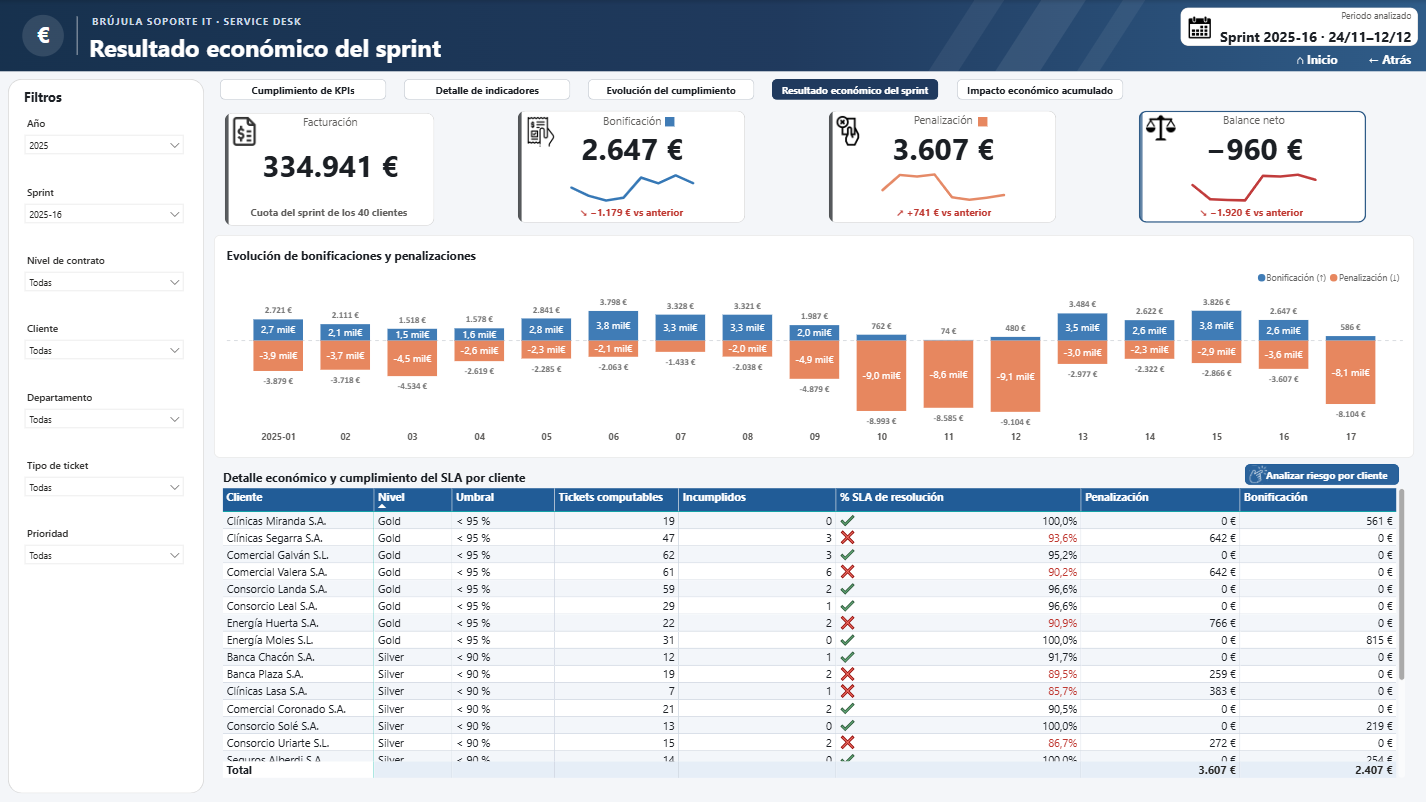 €
BRÚJULA SOPORTE IT · SERVICE DESK
Resultado económico del sprint
Periodo analizado
Sprint 2025-16 · 24/11–12/12
⌂ Inicio
← Atrás
Filtros
Año
2025
Sprint
2025-16
Nivel de contrato
Todas
Cliente
Todas
Departamento
Todas
Tipo de ticket
Todas
Prioridad
Todas
Cumplimiento de KPIs
Detalle de indicadores
Evolución del cumplimiento
Resultado económico del sprint
Impacto económico acumulado
Facturación
334.941 €
Cuota del sprint de los 40 clientes
Bonificación
2.647 €
↘ −1.179 € vs anterior
Penalización
3.607 €
↗ +741 € vs anterior
Balance neto
−960 €
↘ −1.920 € vs anterior
Evolución de bonificaciones y penalizaciones
Bonificación (↑) Penalización (↓)
2.721 € 2.111 € 1.518 € 1.578 € 2.841 € 3.798 € 3.328 € 3.321 € 1.987 € 762 € 74 € 480 € 3.484 € 2.622 € 3.826 € 2.647 € 586 €
2,7 mil€ 2,1 mil€ 1,5 mil€ 1,6 mil€ 2,8 mil€ 3,8 mil€ 3,3 mil€ 3,3 mil€ 2,0 mil€ 3,5 mil€ 2,6 mil€ 3,8 mil€ 2,6 mil€
-3,9 mil€ -3,7 mil€ -4,5 mil€ -2,6 mil€ -2,3 mil€ -2,1 mil€ -2,0 mil€ -4,9 mil€ -9,0 mil€ -8,6 mil€ -9,1 mil€ -3,0 mil€ -2,3 mil€ -2,9 mil€ -3,6 mil€ -8,1 mil€
-3.879 € -3.718 € -4.534 € -2.619 € -2.285 € -2.063 € -1.433 € -2.038 € -4.879 € -8.993 € -8.585 € -9.104 € -2.977 € -2.322 € -2.866 € -3.607 € -8.104 €
2025-01 02 03 04 05 06 07 08 09 10 11 12 13 14 15 16 17
Detalle económico y cumplimiento del SLA por cliente
Analizar riesgo por cliente
Cliente Nivel Umbral Tickets computables Incumplidos % SLA de resolución Penalización Bonificación
Clínicas Miranda S.A. Gold < 95 % 19 0 100,0% 0 € 561 €
Clínicas Segarra S.A. Gold < 95 % 47 3 93,6% 642 € 0 €
Comercial Galván S.L. Gold < 95 % 62 3 95,2% 0 € 0 €
Comercial Valera S.A. Gold < 95 % 61 6 90,2% 642 € 0 €
Consorcio Landa S.A. Gold < 95 % 59 2 96,6% 0 € 0 €
Consorcio Leal S.A. Gold < 95 % 29 1 96,6% 0 € 0 €
Energía Huerta S.A. Gold < 95 % 22 2 90,9% 766 € 0 €
Energía Moles S.L. Gold < 95 % 31 0 100,0% 0 € 815 €
Banca Chacón S.A. Silver < 90 % 12 1 91,7% 0 € 0 €
Banca Plaza S.A. Silver < 90 % 19 2 89,5% 259 € 0 €
Clínicas Lasa S.A. Silver < 90 % 7 1 85,7% 383 € 0 €
Comercial Coronado S.A. Silver < 90 % 21 2 90,5% 0 € 0 €
Consorcio Solé S.A. Silver < 90 % 13 0 100,0% 0 € 219 €
Consorcio Uriarte S.L. Silver < 90 % 15 2 86,7% 272 € 0 €
Seguros Alberdi S.A. Silver < 90 % 14 0 100,0% 0 € 254 €
Total 3.607 € 2.407 €